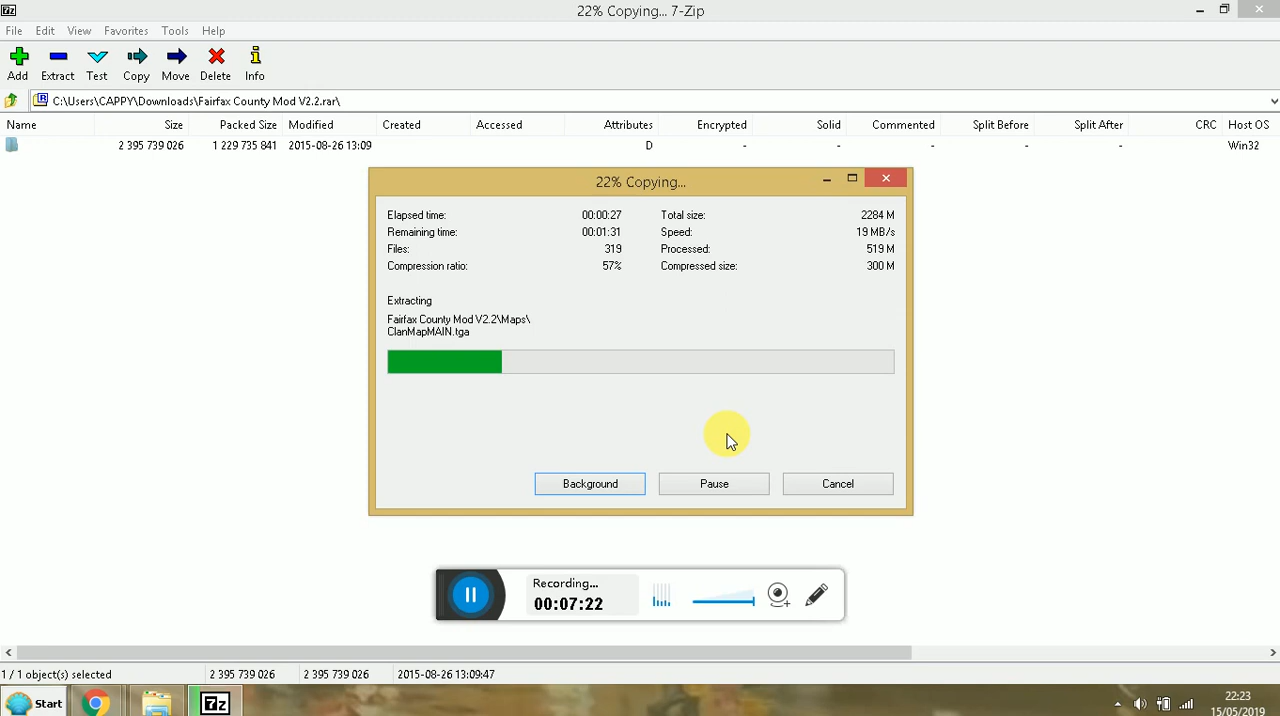 7z
22% Copying... 7-Zip
File Edit View Favorites Tools Help
Add Extract Test Copy Move Delete Info
C:\Users\CAPPY\Downloads\Fairfax County Mod V2.2.rar\
Name Size Packed Size Modified Created Accessed Attributes Encrypted Solid Commented Split Before Split After CRC Host OS
2 395 739 026 1 229 735 841 2015-08-26 13:09 D - - - - - Win32
22% Copying...
Elapsed time: 00:00:27 Total size: 2284 M
Remaining time: 00:01:31 Speed: 19 MB/s
Files: 319 Processed: 519 M
Compression ratio: 57% Compressed size: 300 M
Extracting
Fairfax County Mod V2.2\Maps\
ClanMapMAIN.tga
Background Pause Cancel
Recording...
00:07:22
1 / 1 object(s) selected 2 395 739 026 2 395 739 026 2015-08-26 13:09:47
Start 7z 22:23
15/05/2019